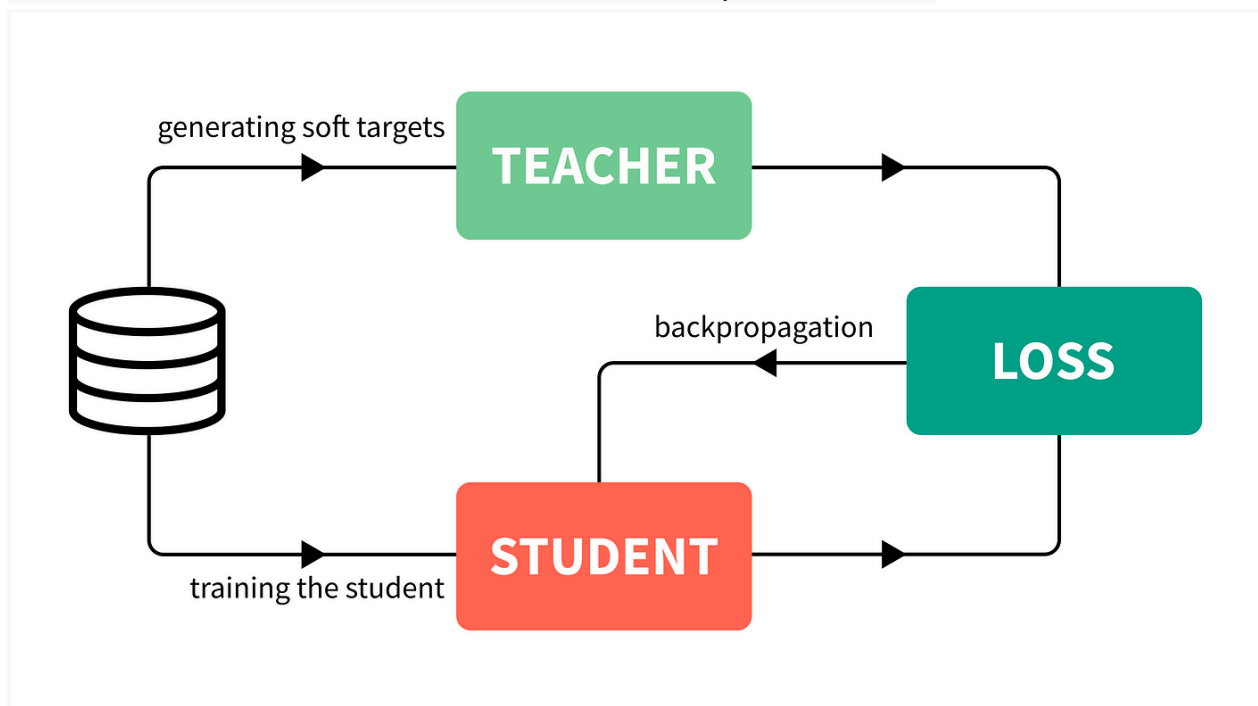 generating soft targets
TEACHER
backpropagation
LOSS
STUDENT
training the student